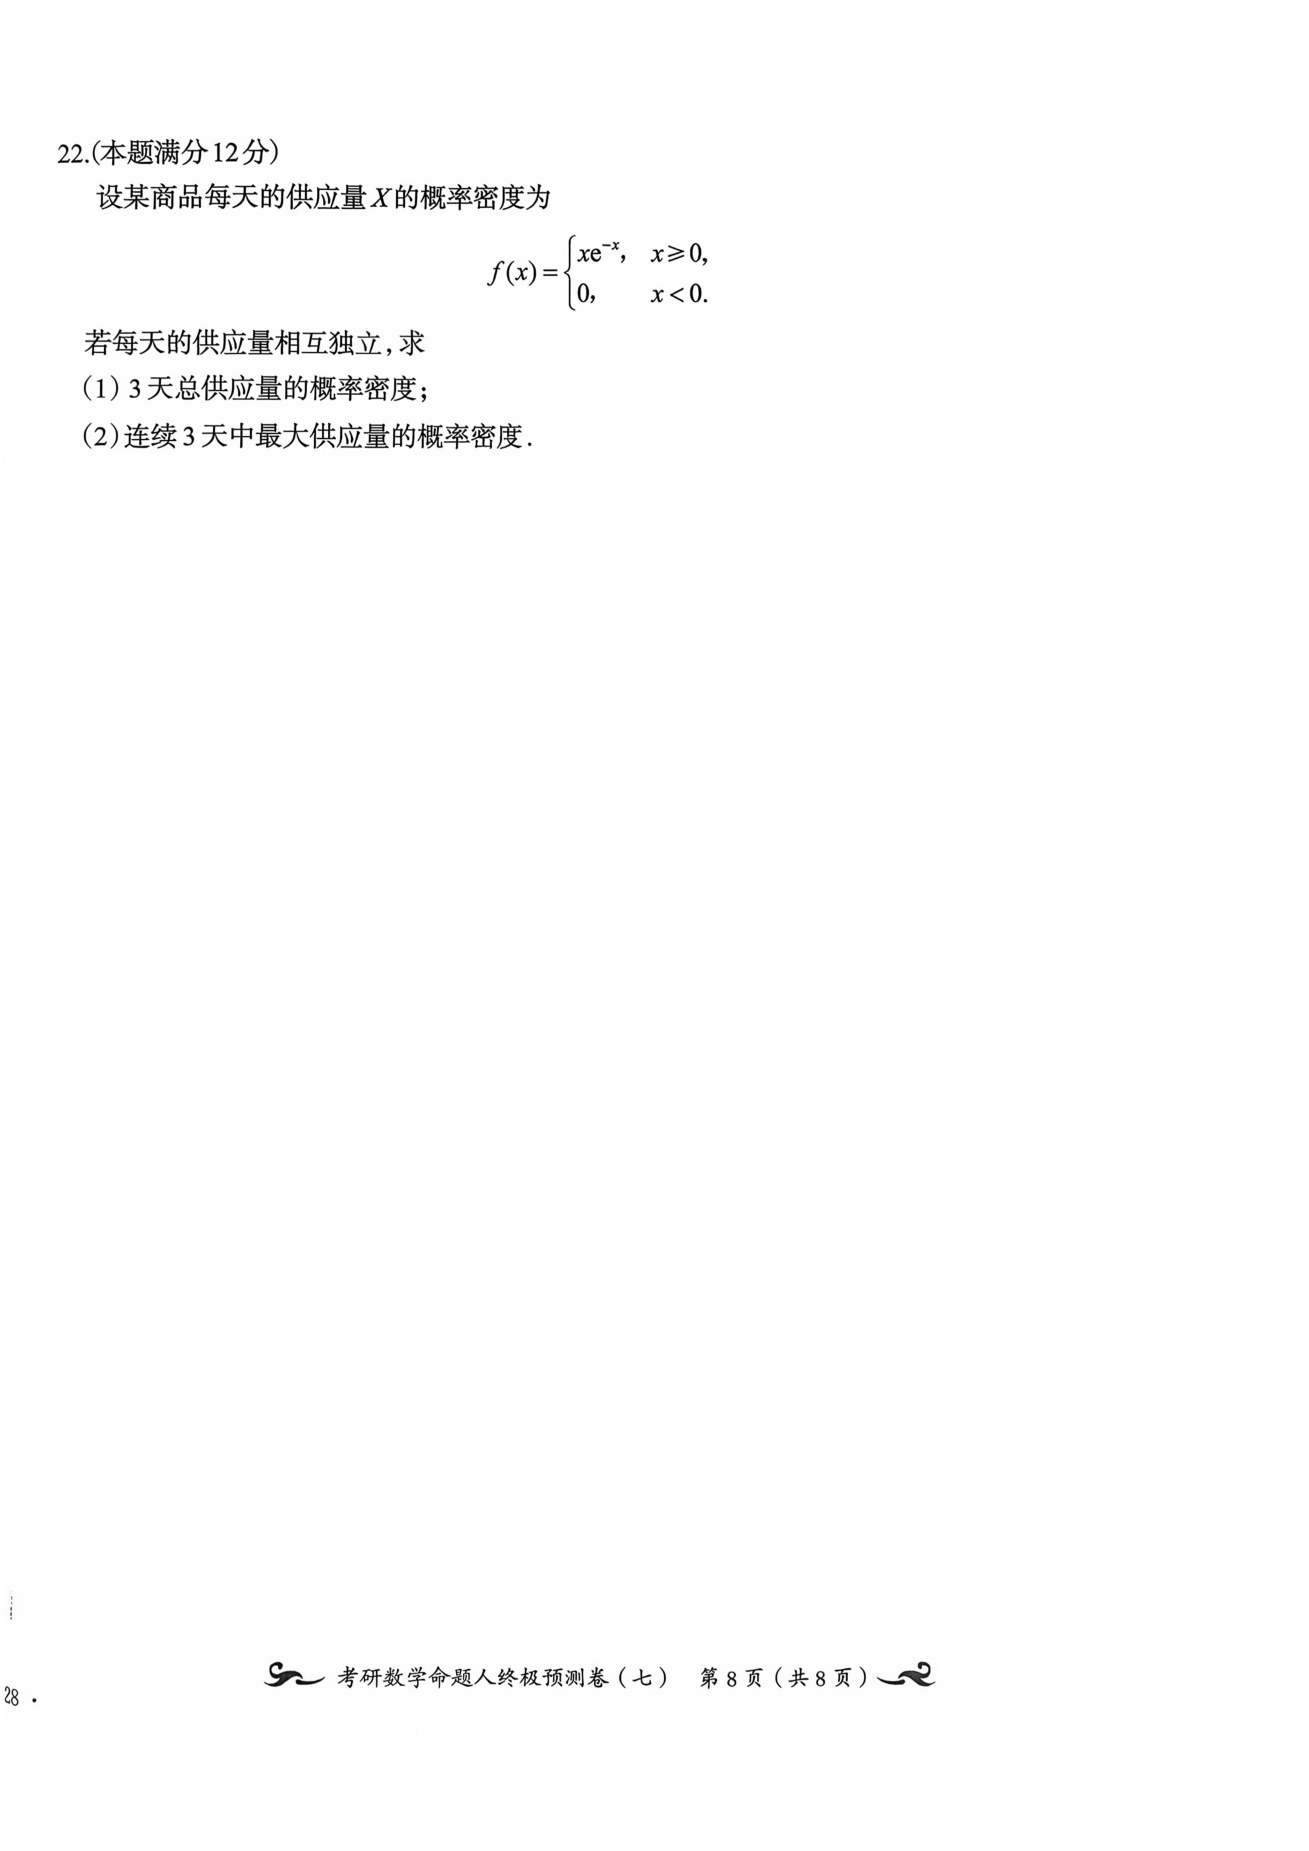 22.(本题满分12分)
设某商品每天的供应量X的概率密度为
f(x)={xe⁻ˣ, x⩾0,
0, x<0.
若每天的供应量相互独立,求
(1) 3天总供应量的概率密度;
(2)连续3天中最大供应量的概率密度.
考研数学命题人终极预测卷(七) 第8页(共8页)
28 ·